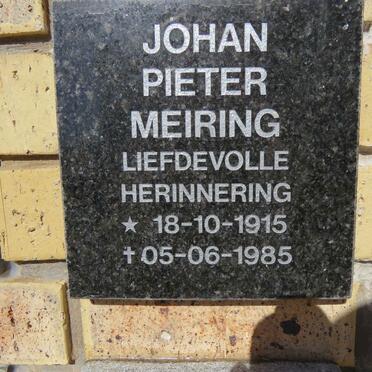 JOHAN
PIETER
MEIRING
LIEFDEVOLLE
HERINNERING
★ 18-10-1915
✝ 05-06-1985